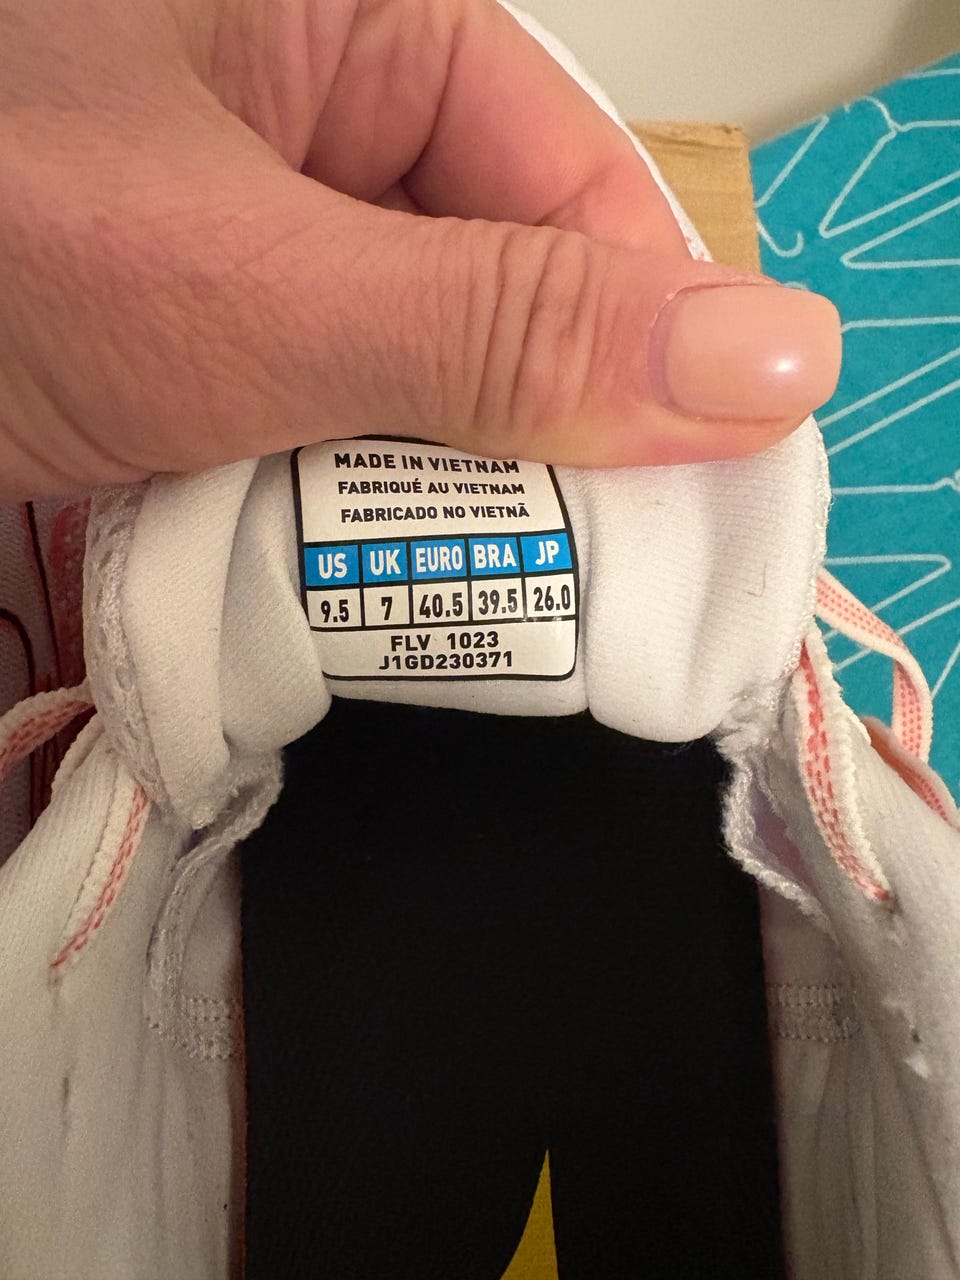 MADE IN VIETNAM
FABRIQUÉ AU VIETNAM
FABRICADO NO VIETNÃ
US UK EURO BRA JP
9.5 7 40.5 39.5 26.0
FLV 1023
J1GD230371